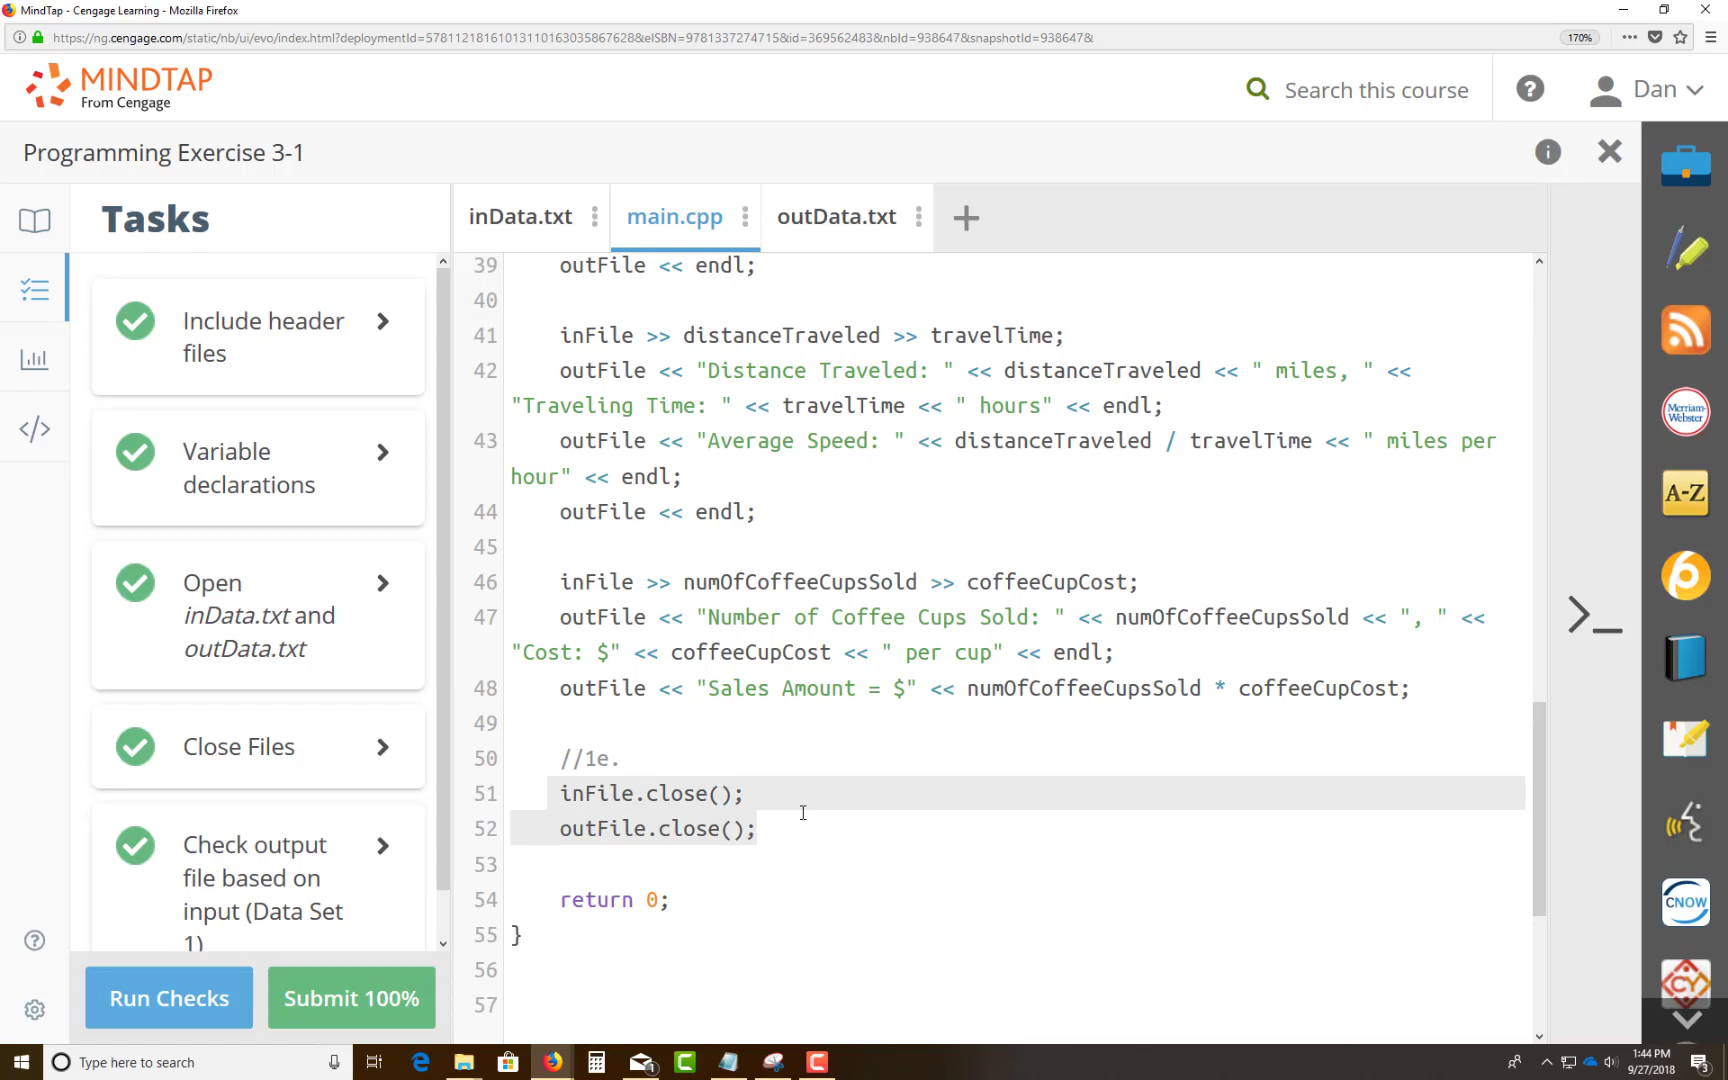 MindTap - Cengage Learning - Mozilla Firefox
https://ng.cengage.com/static/nb/ui/evo/index.html?deploymentId=57811218161013110163035867628&eISBN=9781337274715&id=369562483&nbId=938647&snapshotId=938647&
170%
MINDTAP
From Cengage
Search this course
Dan
Programming Exercise 3-1
Tasks
Include header
files
Variable
declarations
Open
inData.txt and
outData.txt
Close Files
Check output
file based on
input (Data Set
1)
Run Checks
Submit 100%
inData.txt
main.cpp
outData.txt
39 outFile << endl;
40
41 inFile >> distanceTraveled >> travelTime;
42 outFile << "Distance Traveled: " << distanceTraveled << " miles, " <<
"Traveling Time: " << travelTime << " hours" << endl;
43 outFile << "Average Speed: " << distanceTraveled / travelTime << " miles per
hour" << endl;
44 outFile << endl;
45
46 inFile >> numOfCoffeeCupsSold >> coffeeCupCost;
47 outFile << "Number of Coffee Cups Sold: " << numOfCoffeeCupsSold << ", " <<
"Cost: $" << coffeeCupCost << " per cup" << endl;
48 outFile << "Sales Amount = $" << numOfCoffeeCupsSold * coffeeCupCost;
49
50 //1e.
51 inFile.close();
52 outFile.close();
53
54 return 0;
55 }
56
57
Merriam-
Webster
A-Z
CNOW
CY
Type here to search
1
1:44 PM
9/27/2018
3